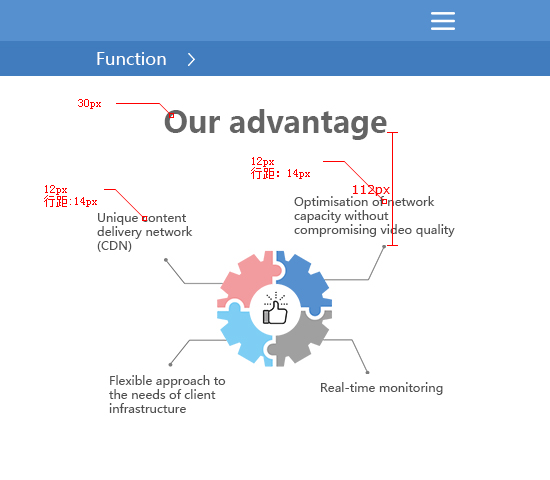 Function
30px
Our advantage
12px
行距: 14px
12px
行距:14px
112px
Optimisation of network
capacity without
compromising video quality
Unique content
delivery network
(CDN)
Flexible approach to
the needs of client
infrastructure
Real-time monitoring